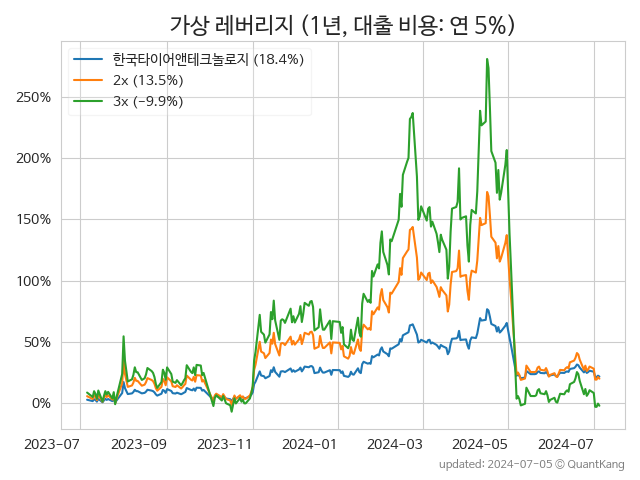 가상 레버리지 (1년, 대출 비용: 연 5%)
한국타이어앤테크놀로지 (18.4%)
2x (13.5%)
3x (-9.9%)
250%
200%
150%
100%
50%
0%
2023-07 2023-09 2023-11 2024-01 2024-03 2024-05 2024-07
updated: 2024-07-05 © QuantKang